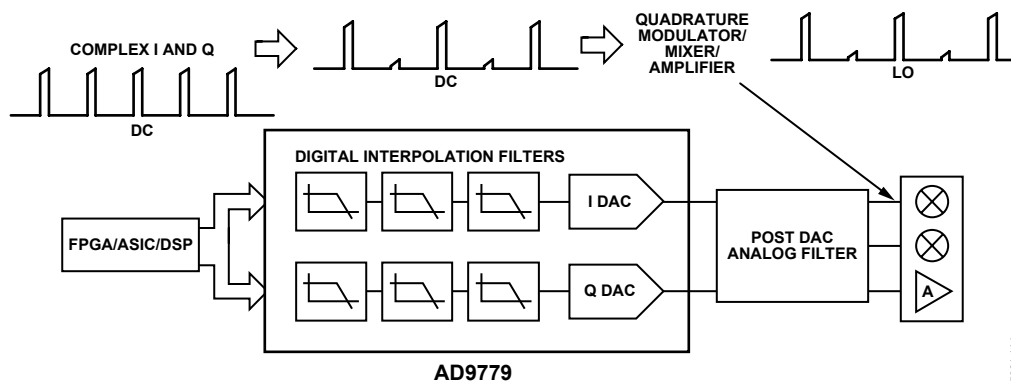 COMPLEX I AND Q
DC
DC
QUADRATURE
MODULATOR/
MIXER/
AMPLIFIER
LO
DIGITAL INTERPOLATION FILTERS
I DAC
FPGA/ASIC/DSP
POST DAC
ANALOG FILTER
Q DAC
A
AD9779